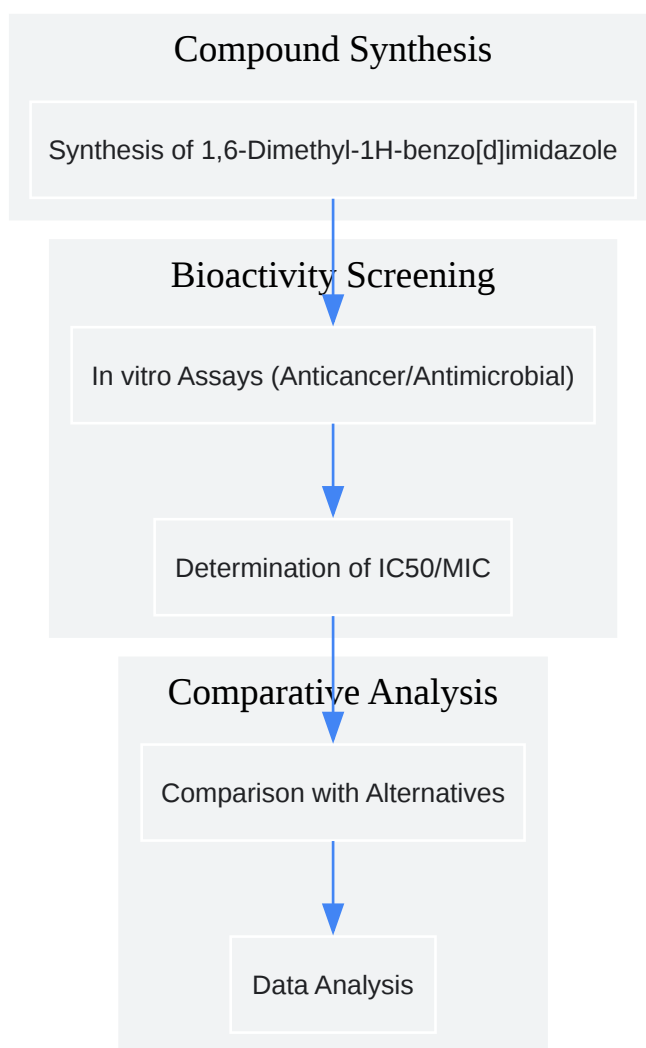 Compound Synthesis
Synthesis of 1,6-Dimethyl-1H-benzo[d]imidazole
Bioactivity Screening
In vitro Assays (Anticancer/Antimicrobial)
Determination of IC50/MIC
Comparative Analysis
Comparison with Alternatives
Data Analysis